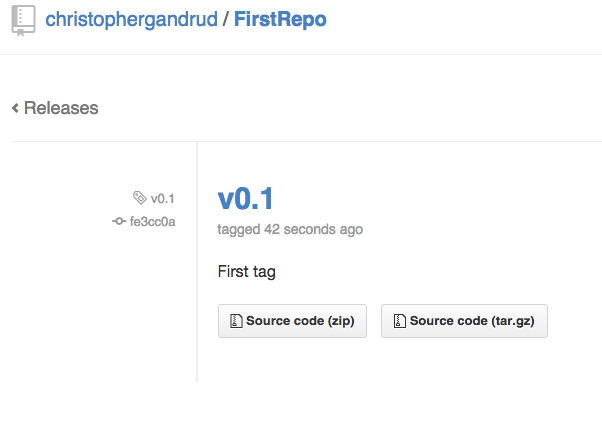 christophergandrud / FirstRepo
Releases
v0.1
fe3cc0a
v0.1
tagged 42 seconds ago
First tag
Source code (zip) Source code (tar.gz)